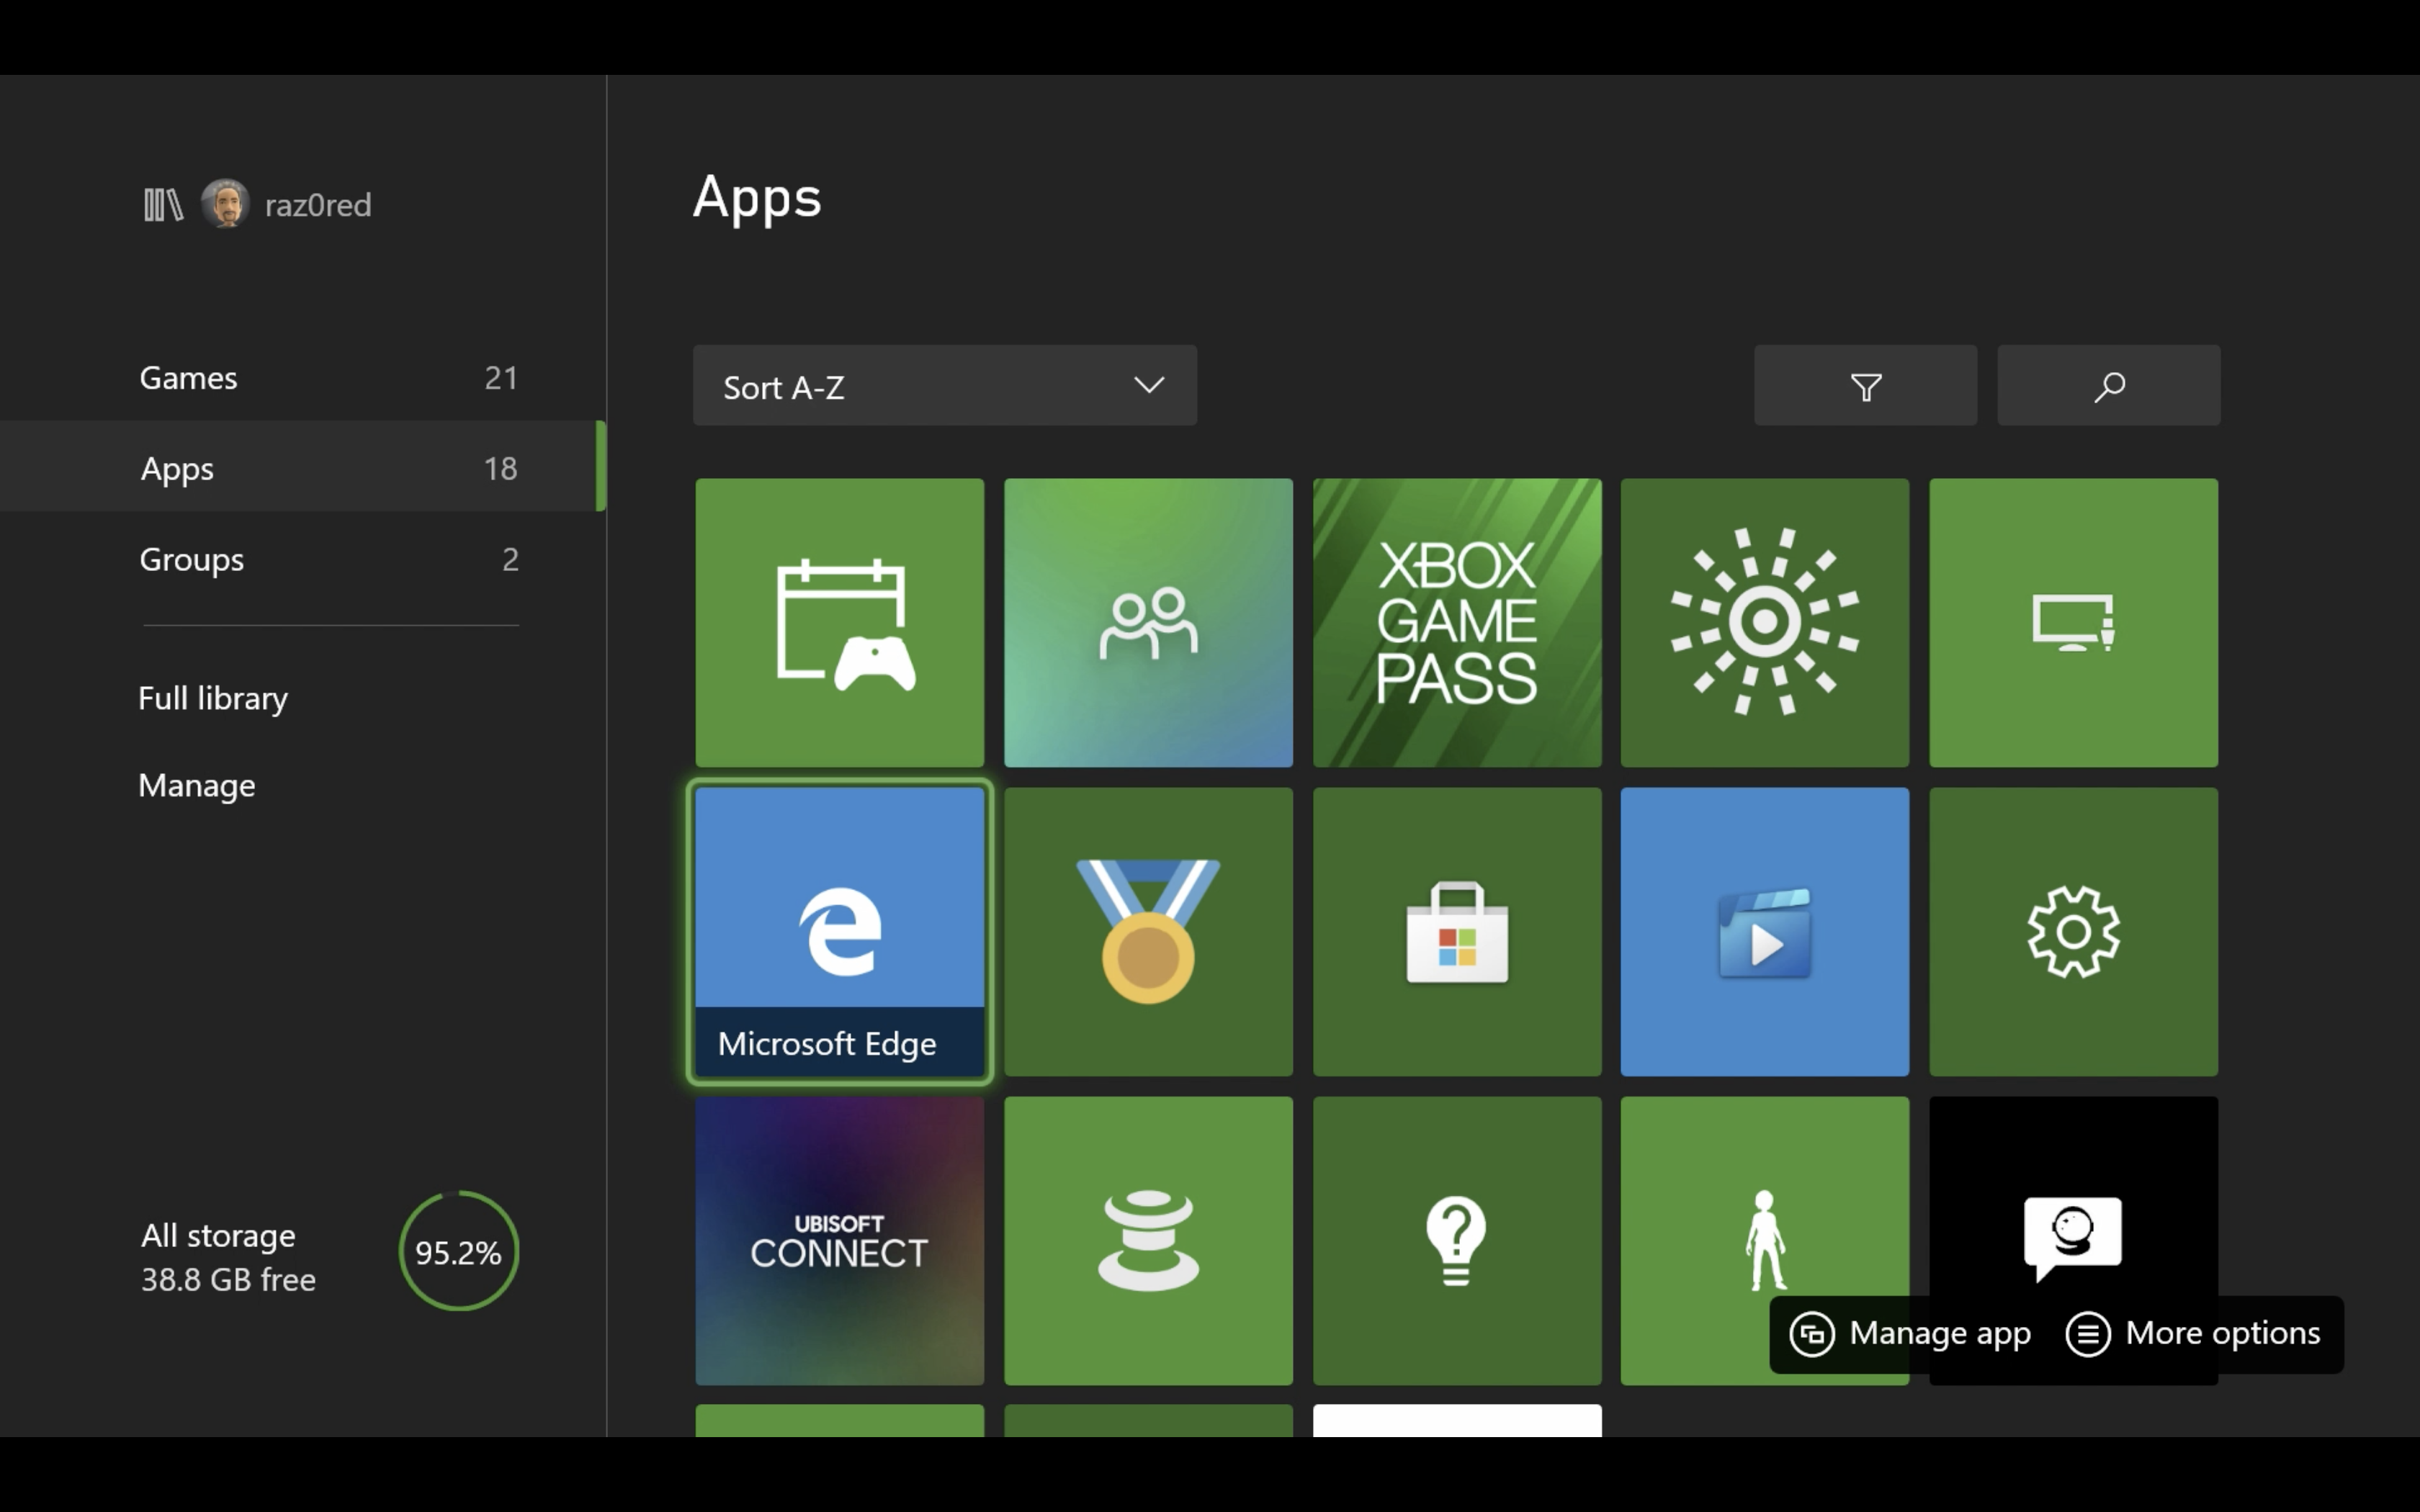 raz0red
Games 21
Apps 18
Groups 2
Full library
Manage
All storage
38.8 GB free
95.2%
Apps
Sort A-Z
XBOX
GAME
PASS
Microsoft Edge
UBISOFT
CONNECT
Manage app
More options